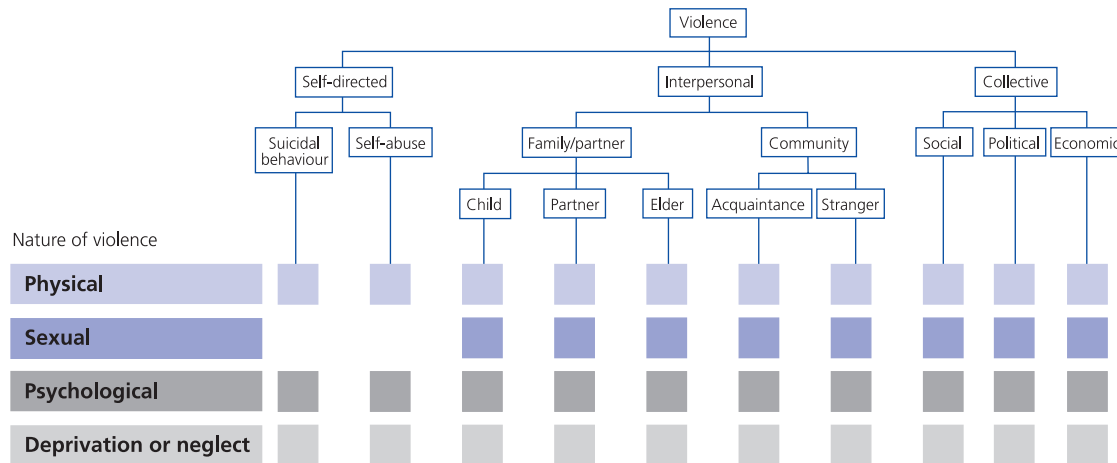 Violence
Self-directed
Interpersonal
Collective
Suicidal
behaviour
Self-abuse
Family/partner
Community
Social
Political
Economic
Child
Partner
Elder
Acquaintance
Stranger
Nature of violence
Physical
Sexual
Psychological
Deprivation or neglect